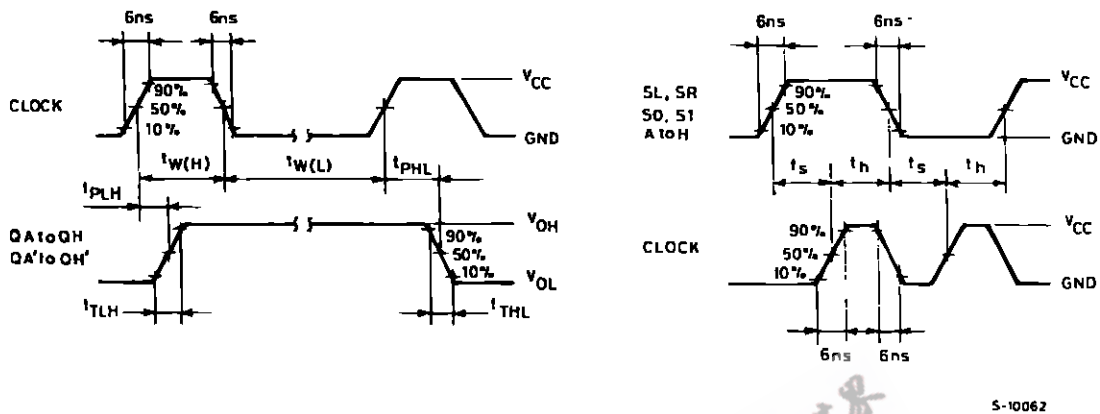 6ns 6ns
CLOCK
90%
50%
10%
VCC
GND
tW(H) tW(L) tPHL
tPLH
QA to QH
QA' to QH'
VOH
90%
50%
10%
VOL
tTLH tTHL
6ns 6ns
SL, SR
S0, S1
A to H
90%
50%
10%
VCC
GND
ts th ts th
CLOCK
90%
50%
10%
VCC
GND
6ns 6ns
S-10062